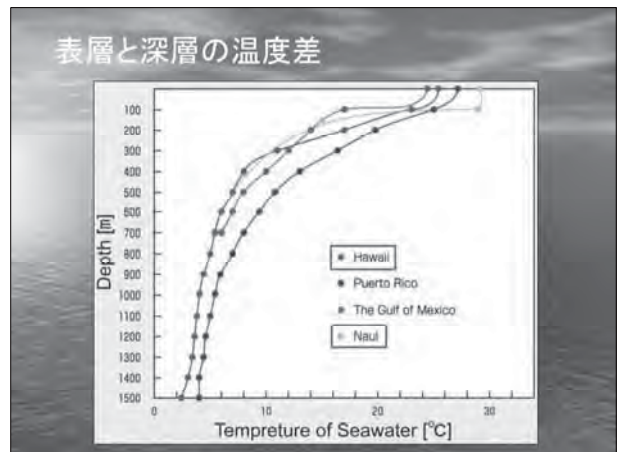 表層と深層の温度差
100
200
300
400
500
600
700
800
900
1000
1100
1200
1300
1400
1500
Depth [m]
Hawaii
Puerto Rico
The Gulf of Mexico
Naul
0
10
20
30
Tempreture of Seawater [°C]